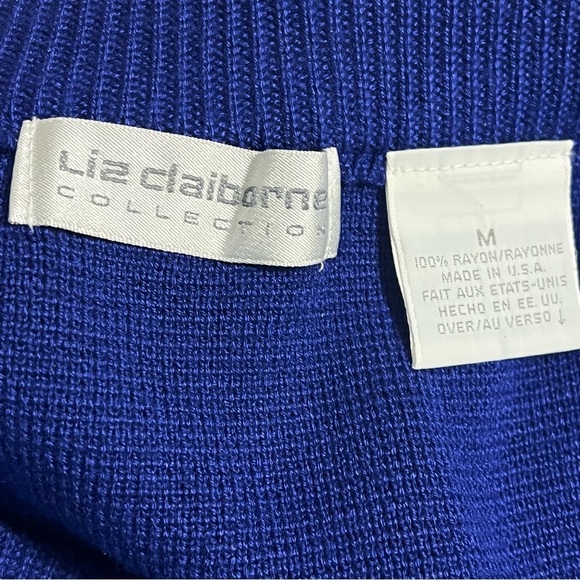 Liz claiborne
COLLECTION
M
100% RAYON/RAYONNE
MADE IN U.S.A.
FAIT AUX ETATS-UNIS
HECHO EN EE.UU.
OVER/AU VERSO ↓